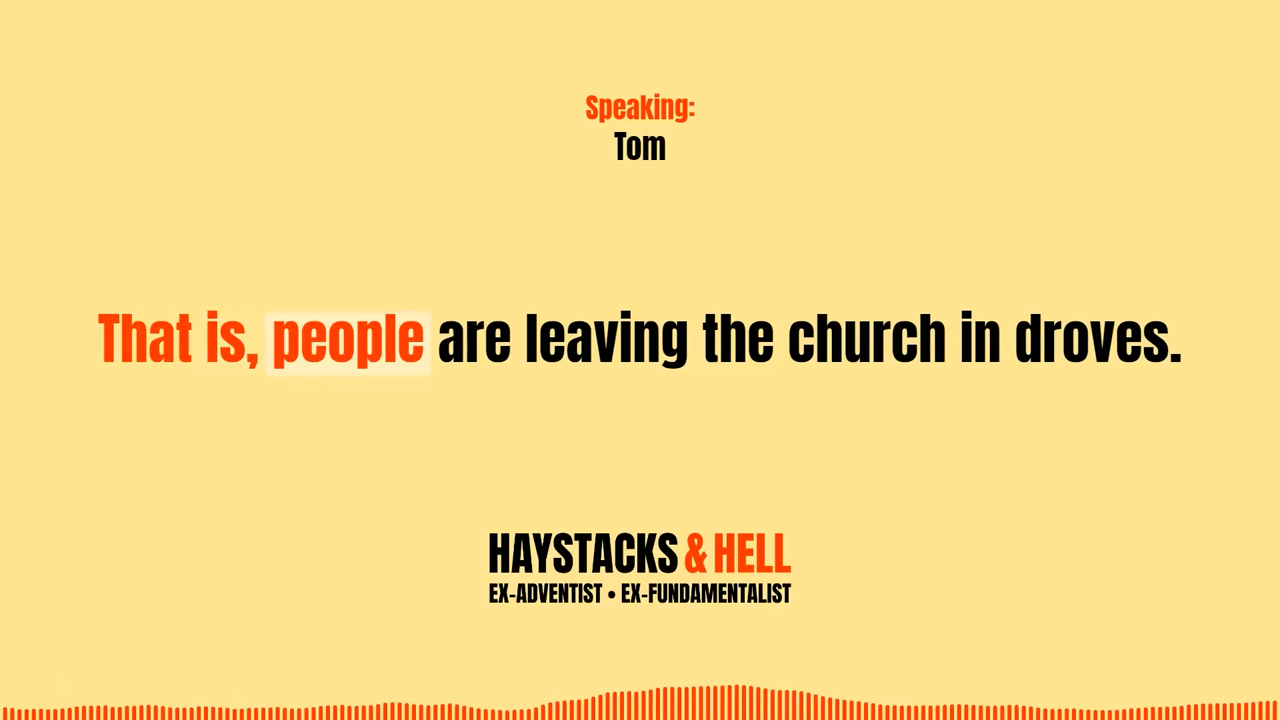 Speaking:
Tom
That is, people are leaving the church in droves.
HAYSTACKS & HELL
EX-ADVENTIST • EX-FUNDAMENTALIST